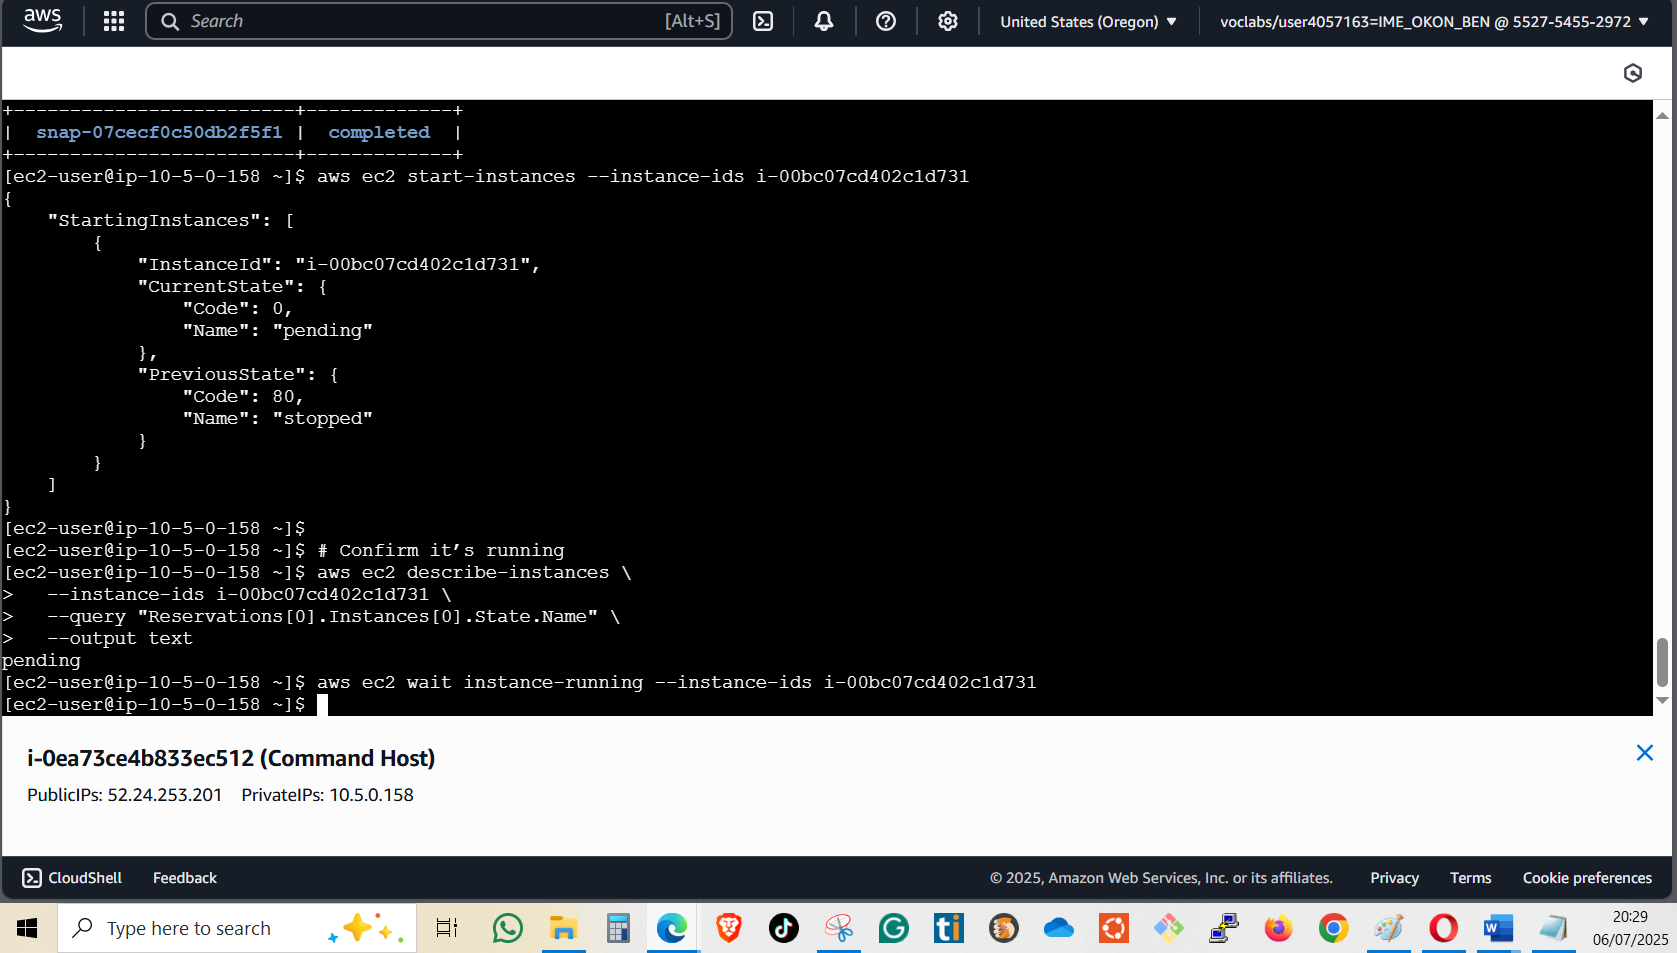 aws
Search [Alt+S]
United States (Oregon) ▼
voclabs/user4057163=IME_OKON_BEN @ 5527-5455-2972 ▼
+-------------------------+-------------+
|  snap-07cecf0c50db2f5f1 |  completed  |
+-------------------------+-------------+
[ec2-user@ip-10-5-0-158 ~]$ aws ec2 start-instances --instance-ids i-00bc07cd402c1d731
{
    "StartingInstances": [
        {
            "InstanceId": "i-00bc07cd402c1d731",
            "CurrentState": {
                "Code": 0,
                "Name": "pending"
            },
            "PreviousState": {
                "Code": 80,
                "Name": "stopped"
            }
        }
    ]
}
[ec2-user@ip-10-5-0-158 ~]$
[ec2-user@ip-10-5-0-158 ~]$ # Confirm it’s running
[ec2-user@ip-10-5-0-158 ~]$ aws ec2 describe-instances \
>   --instance-ids i-00bc07cd402c1d731 \
>   --query "Reservations[0].Instances[0].State.Name" \
>   --output text
pending
[ec2-user@ip-10-5-0-158 ~]$ aws ec2 wait instance-running --instance-ids i-00bc07cd402c1d731
[ec2-user@ip-10-5-0-158 ~]$
i-0ea73ce4b833ec512 (Command Host)
PublicIPs: 52.24.253.201 PrivateIPs: 10.5.0.158
CloudShell Feedback © 2025, Amazon Web Services, Inc. or its affiliates. Privacy Terms Cookie preferences
Type here to search
ti
W
20:29
06/07/2025